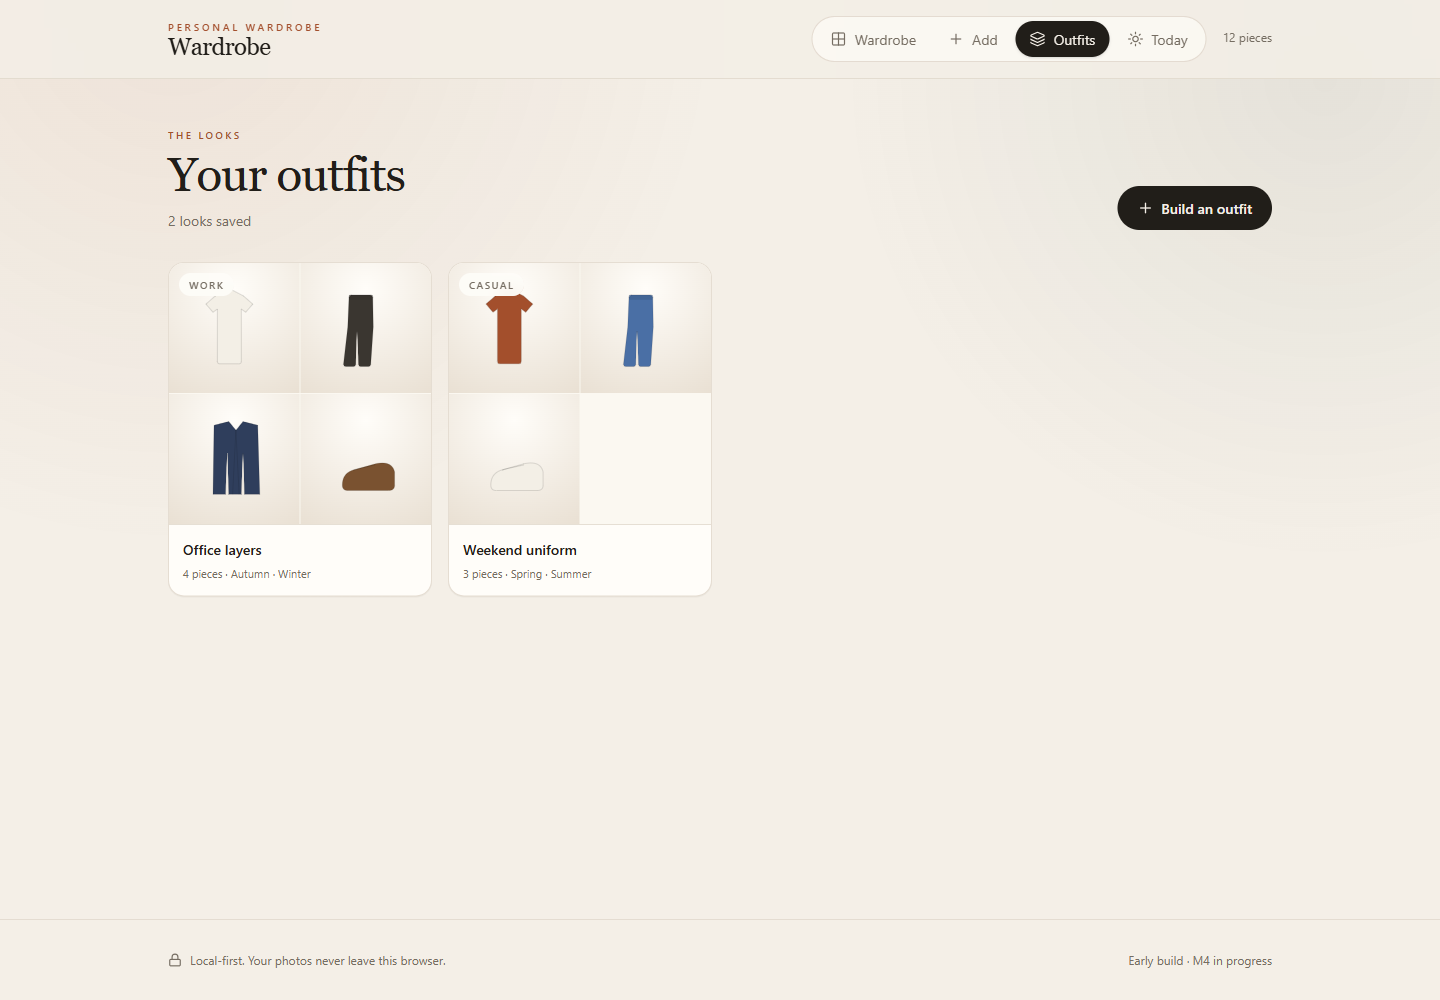 PERSONAL WARDROBE
Wardrobe
Wardrobe
Add
Outfits
Today
12 pieces
THE LOOKS
Your outfits
2 looks saved
Build an outfit
WORK
CASUAL
Office layers
4 pieces · Autumn · Winter
Weekend uniform
3 pieces · Spring · Summer
Local-first. Your photos never leave this browser.
Early build · M4 in progress